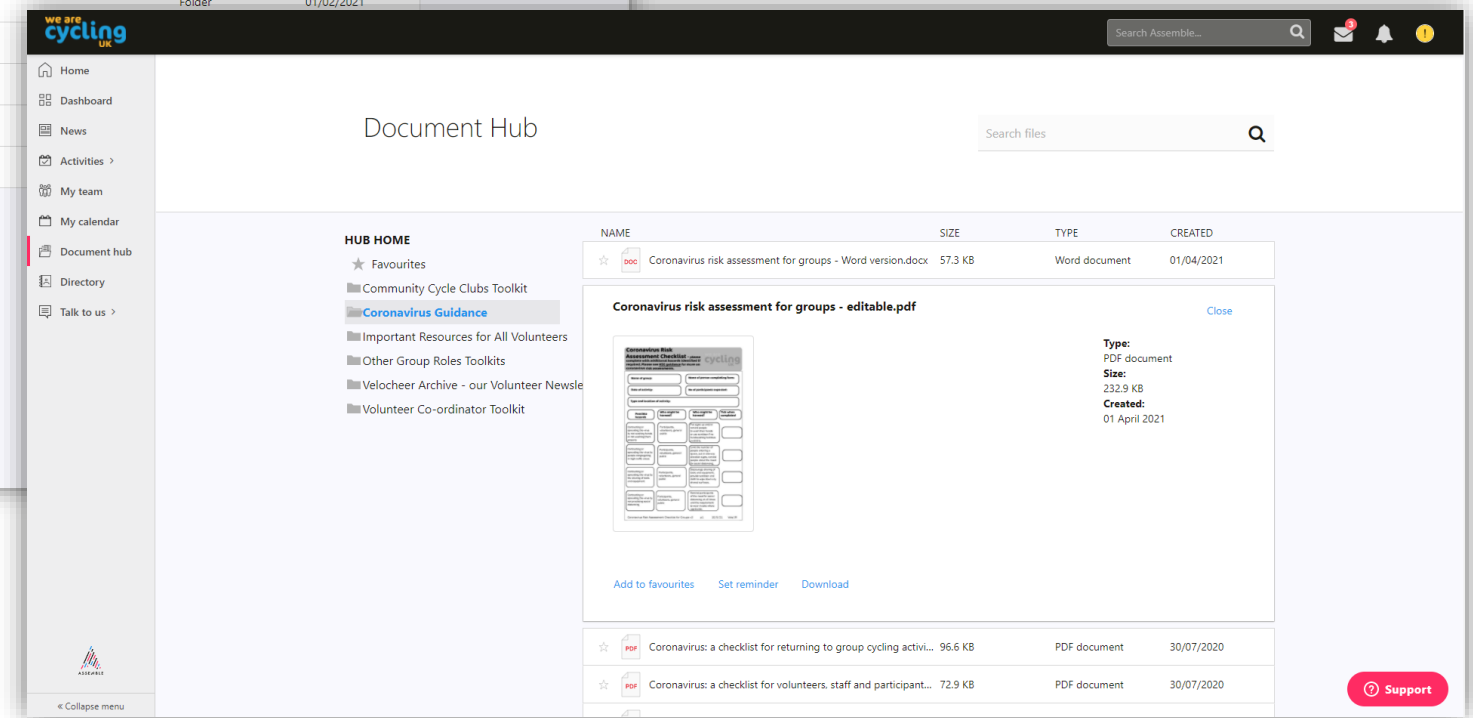 Folder 01/02/2021
we are
cycling
UK
Search Assemble...
3
!
Home
Dashboard
News
Activities >
My team
My calendar
Document hub
Directory
Talk to us >
ASSEMBLE
« Collapse menu
Document Hub
Search files
HUB HOME
Favourites
Community Cycle Clubs Toolkit
Coronavirus Guidance
Important Resources for All Volunteers
Other Group Roles Toolkits
Velocheer Archive - our Volunteer Newsle
Volunteer Co-ordinator Toolkit
NAME SIZE TYPE CREATED
DOC Coronavirus risk assessment for groups - Word version.docx 57.3 KB Word document 01/04/2021
Coronavirus risk assessment for groups - editable.pdf
Close
Coronavirus Risk
Assessment Checklist
cycling
Type:
PDF document
Size:
232.9 KB
Created:
01 April 2021
Add to favourites Set reminder Download
PDF Coronavirus: a checklist for returning to group cycling activi... 96.6 KB PDF document 30/07/2020
PDF Coronavirus: a checklist for volunteers, staff and participant... 72.9 KB PDF document 30/07/2020
Support